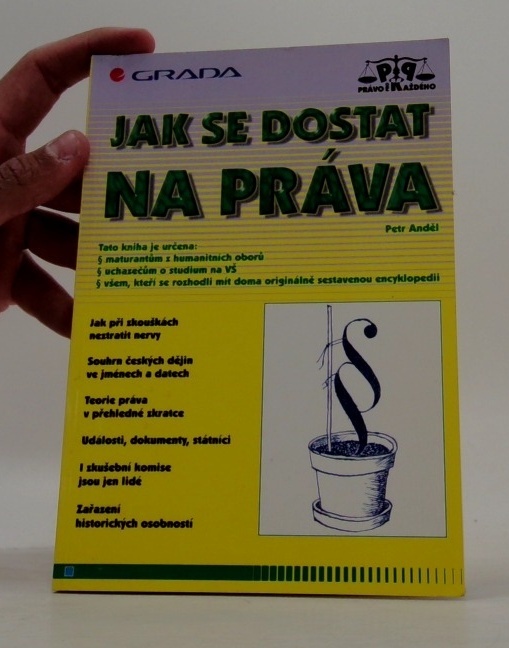 GRADA
PP
PRÁVO PRO KAŽDÉHO
JAK SE DOSTAT
NA PRÁVA
Petr Anděl
Tato kniha je určena:
§ maturantům z humanitních oborů
§ uchazečům o studium na VŠ
§ všem, kteří se rozhodli mít doma originálně sestavenou encyklopedii
Jak při zkouškách
neztratit nervy
Souhrn českých dějin
ve jménech a datech
Teorie práva
v přehledné zkratce
Události, dokumenty, státníci
I zkušební komise
jsou jen lidé
Zařazení
historických osobností
§